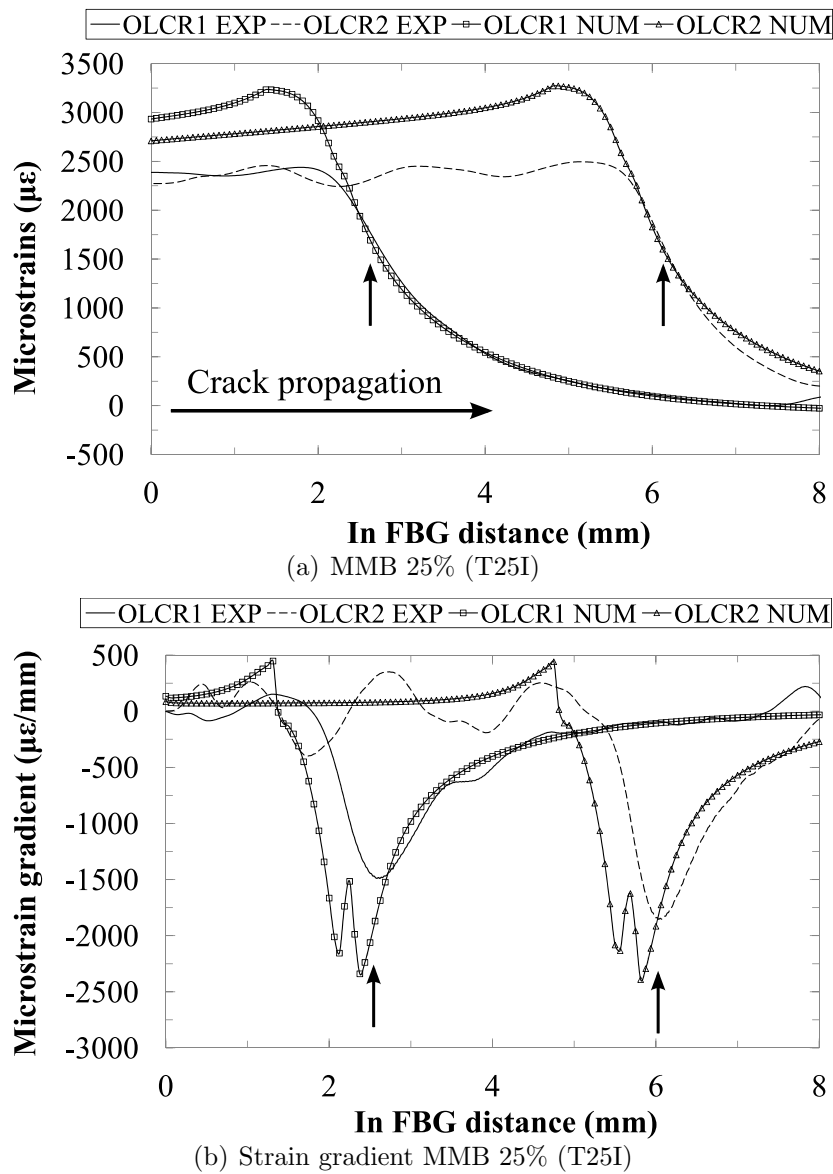 OLCR1 EXP OLCR2 EXP OLCR1 NUM OLCR2 NUM
3500
3000
2500
2000
1500
1000
500
0
-500
Microstrains (με)
Crack propagation
0 2 4 6 8
In FBG distance (mm)
(a) MMB 25% (T25I)
OLCR1 EXP OLCR2 EXP OLCR1 NUM OLCR2 NUM
500
0
-500
-1000
-1500
-2000
-2500
-3000
Microstrain gradient (με/mm)
0 2 4 6 8
In FBG distance (mm)
(b) Strain gradient MMB 25% (T25I)